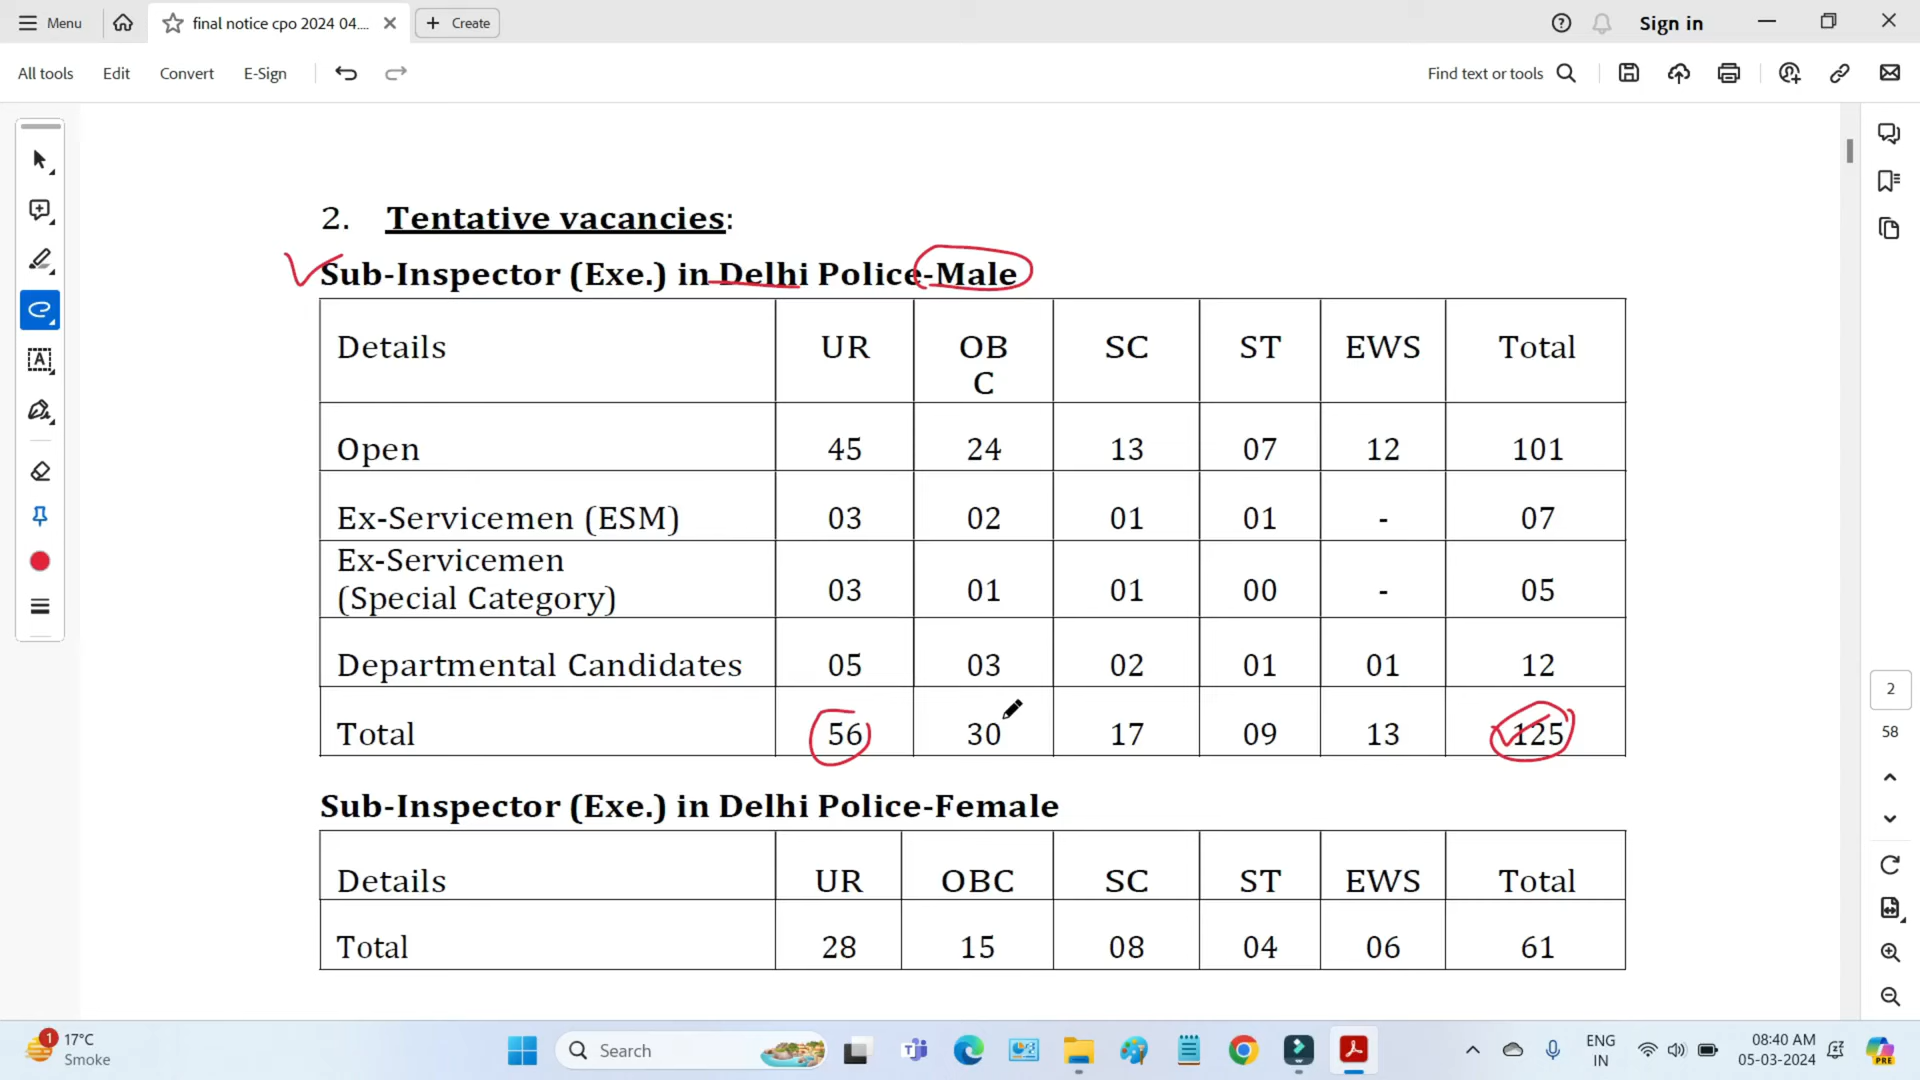 Menu
final notice cpo 2024 04....
Create
Sign in
All tools
Edit
Convert
E-Sign
Find text or tools
2. Tentative vacancies:
Sub-Inspector (Exe.) in Delhi Police-Male
Details UR OB SC ST EWS Total
C
Open 45 24 13 07 12 101
Ex-Servicemen (ESM) 03 02 01 01 - 07
Ex-Servicemen
(Special Category) 03 01 01 00 - 05
Departmental Candidates 05 03 02 01 01 12
Total 56 30 17 09 13 125
Sub-Inspector (Exe.) in Delhi Police-Female
Details UR OBC SC ST EWS Total
Total 28 15 08 04 06 61
2
58
1
17°C
Smoke
Search
ENG
IN
08:40 AM
05-03-2024
PRE